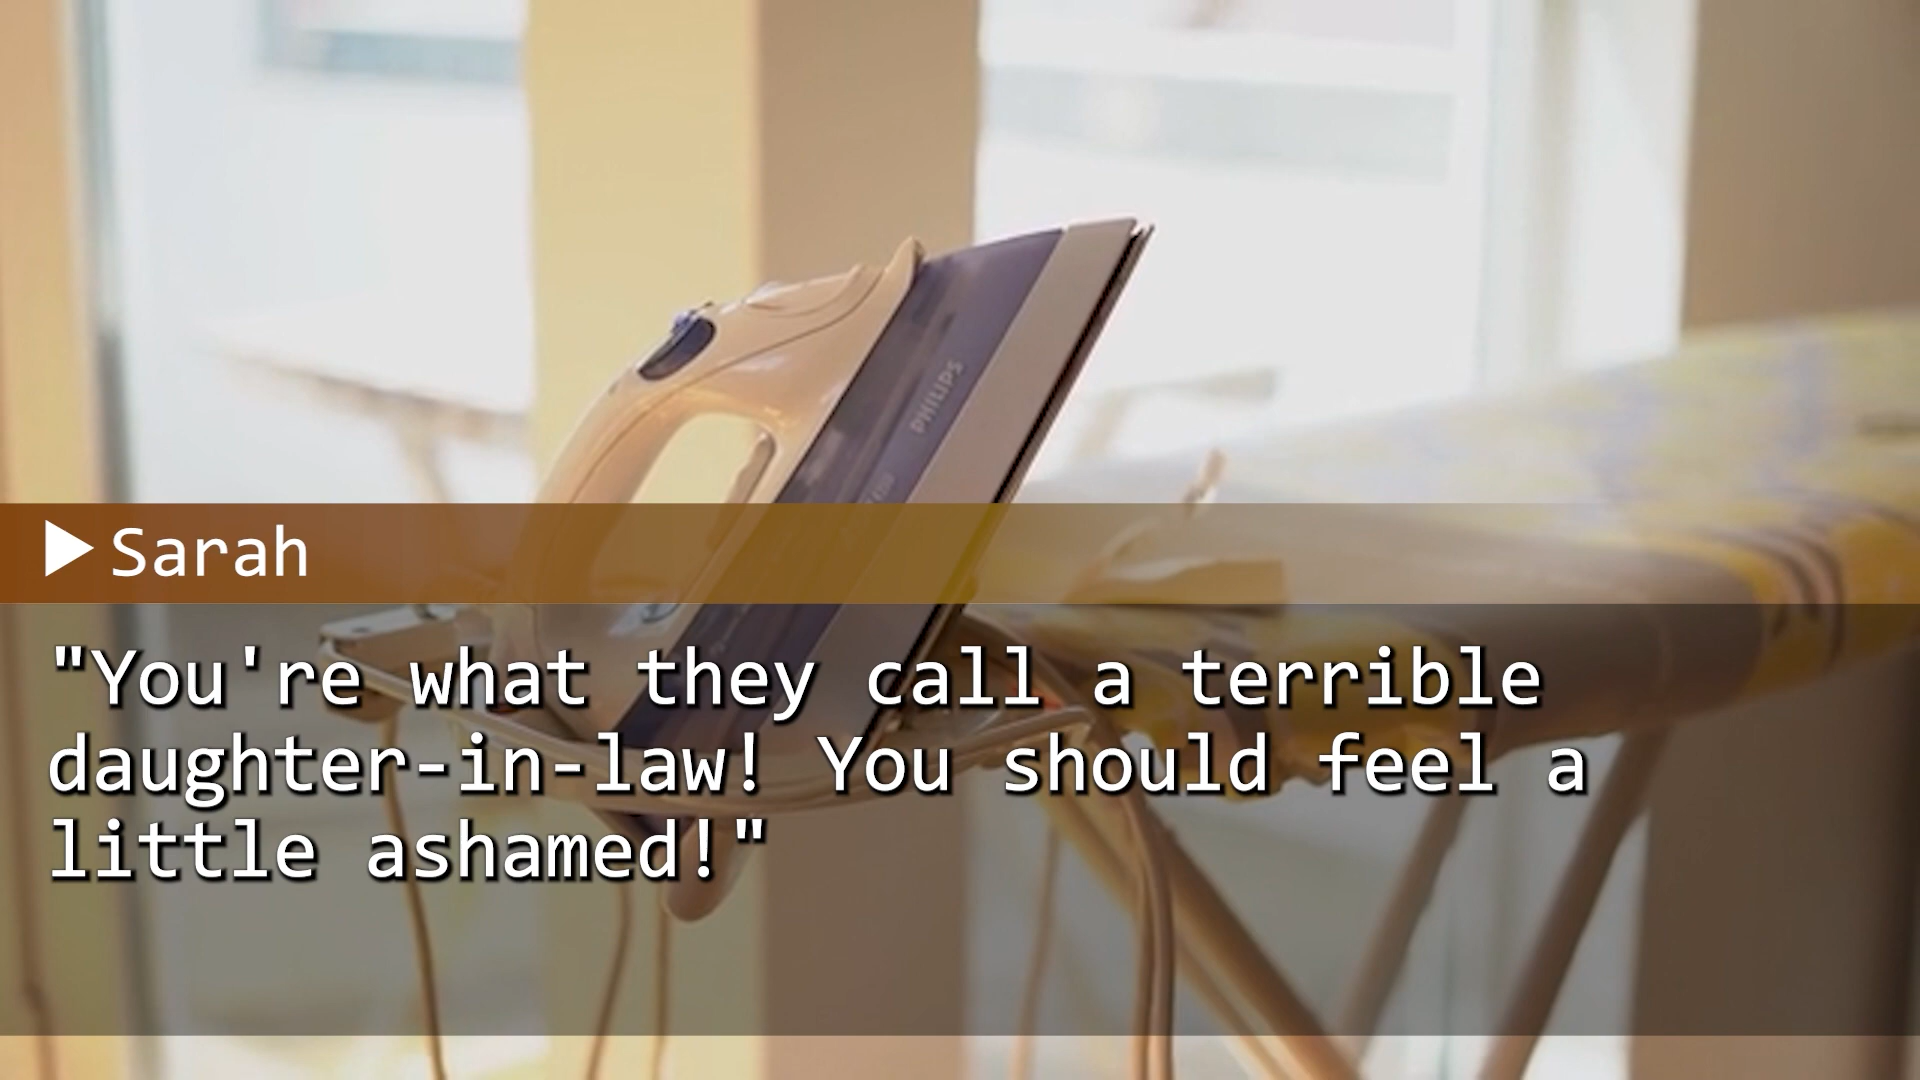 PHILIPS
Sarah
"You're what they call a terrible
daughter-in-law! You should feel a
little ashamed!"